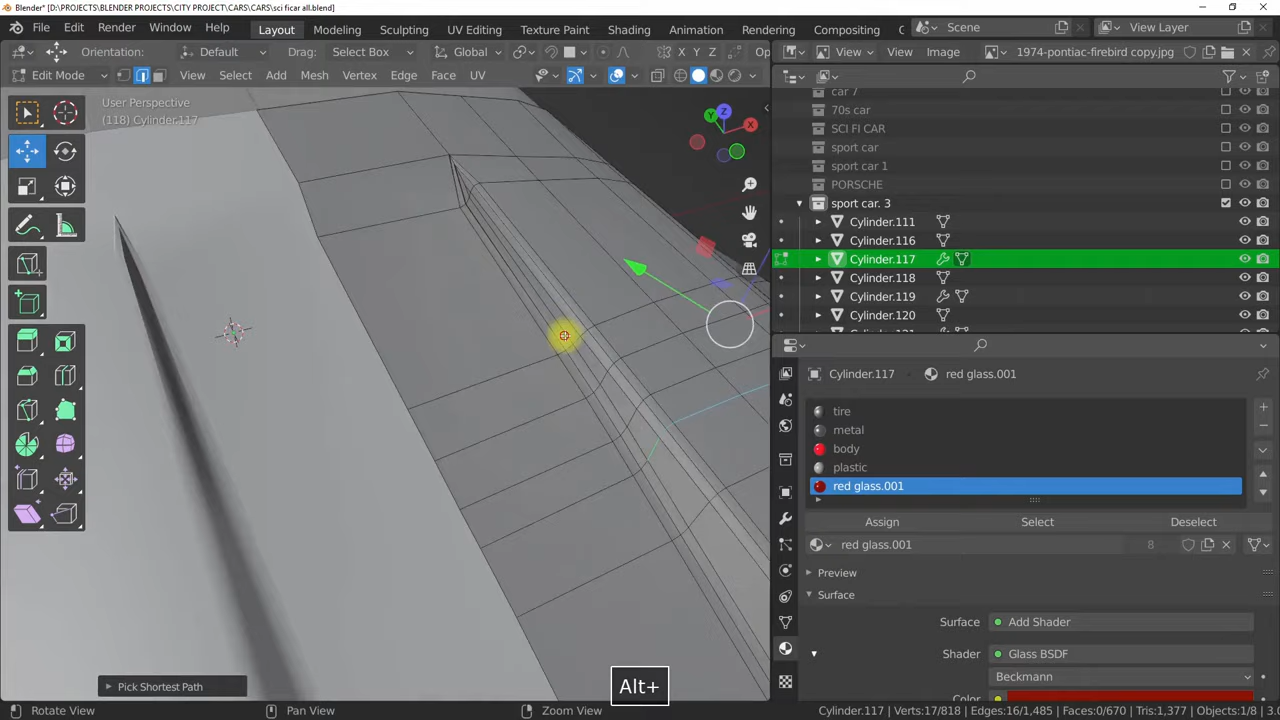 Blender* [D:\PROJECTS\BLENDER PROJECTS\CITY PROJECT\CARS\CARS\sci ficar all.blend]
File Edit Render Window Help Layout Modeling Sculpting UV Editing Texture Paint Shading Animation Rendering Compositing Scene View Layer
Orientation: Default Drag: Select Box Global X Y Z Op View View Image 1974-pontiac-firebird copy.jpg
Edit Mode View Select Add Mesh Vertex Edge Face UV
User Perspective
(118) Cylinder.117
Z
Y
X
car 7
70s car
SCI FI CAR
sport car
sport car 1
PORSCHE
sport car. 3
Cylinder.111
Cylinder.116
Cylinder.117
Cylinder.118
Cylinder.119
Cylinder.120
Cylinder.117 red glass.001
tire
metal
body
plastic
red glass.001
Assign Select Deselect
red glass.001 8
Preview
Surface
Surface Add Shader
Shader Glass BSDF
Beckmann
Color
Pick Shortest Path
Alt+
Rotate View Pan View Zoom View Cylinder.117 | Verts:17/818 | Edges:16/1,485 | Faces:0/670 | Tris:1,377 | Objects:1/8 | 3.0